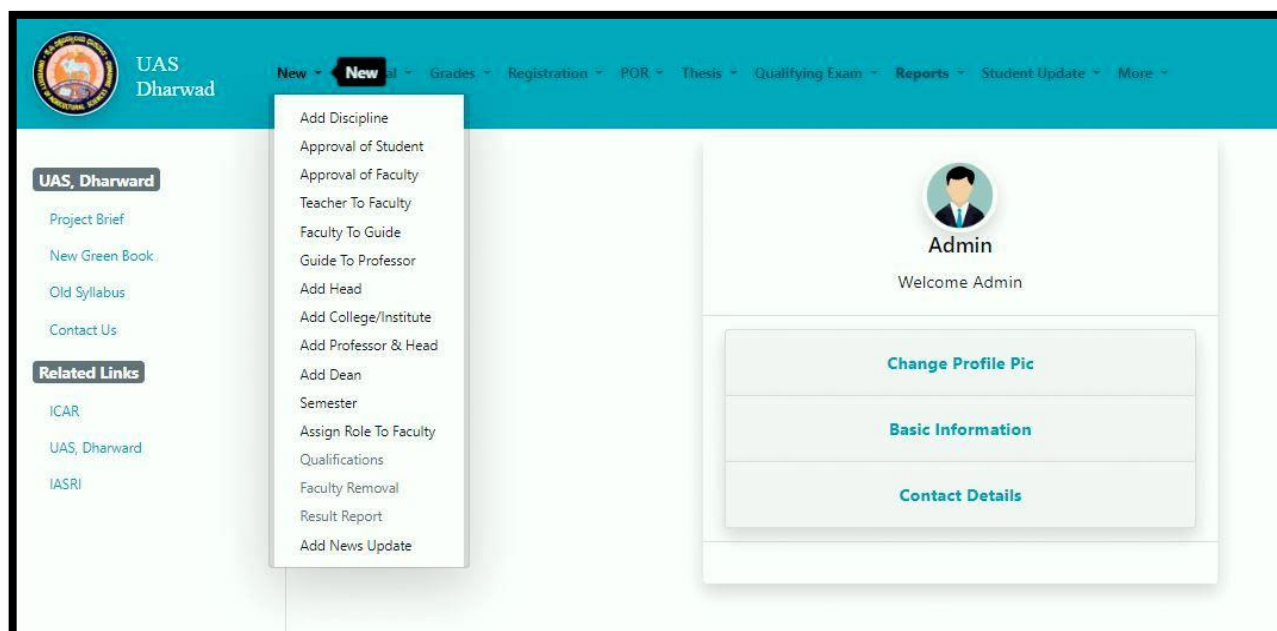 UAS
Dharwad
New New al Grades Registration POR Thesis Qualifying Exam Reports Student Update More
Add Discipline
Approval of Student
Approval of Faculty
Teacher To Faculty
Faculty To Guide
Guide To Professor
Add Head
Add College/Institute
Add Professor & Head
Add Dean
Semester
Assign Role To Faculty
Qualifications
Faculty Removal
Result Report
Add News Update
UAS, Dharward
Project Brief
New Green Book
Old Syllabus
Contact Us
Related Links
ICAR
UAS, Dharward
IASRI
Admin
Welcome Admin
Change Profile Pic
Basic Information
Contact Details